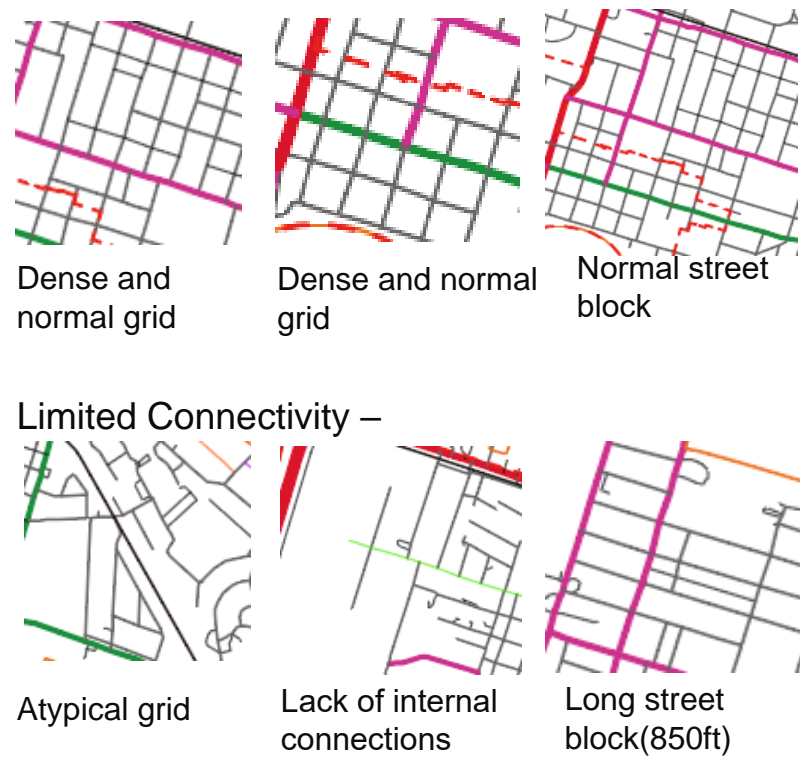 Dense and
normal grid
Dense and normal
grid
Normal street
block
Limited Connectivity –
Atypical grid
Lack of internal
connections
Long street
block(850ft)